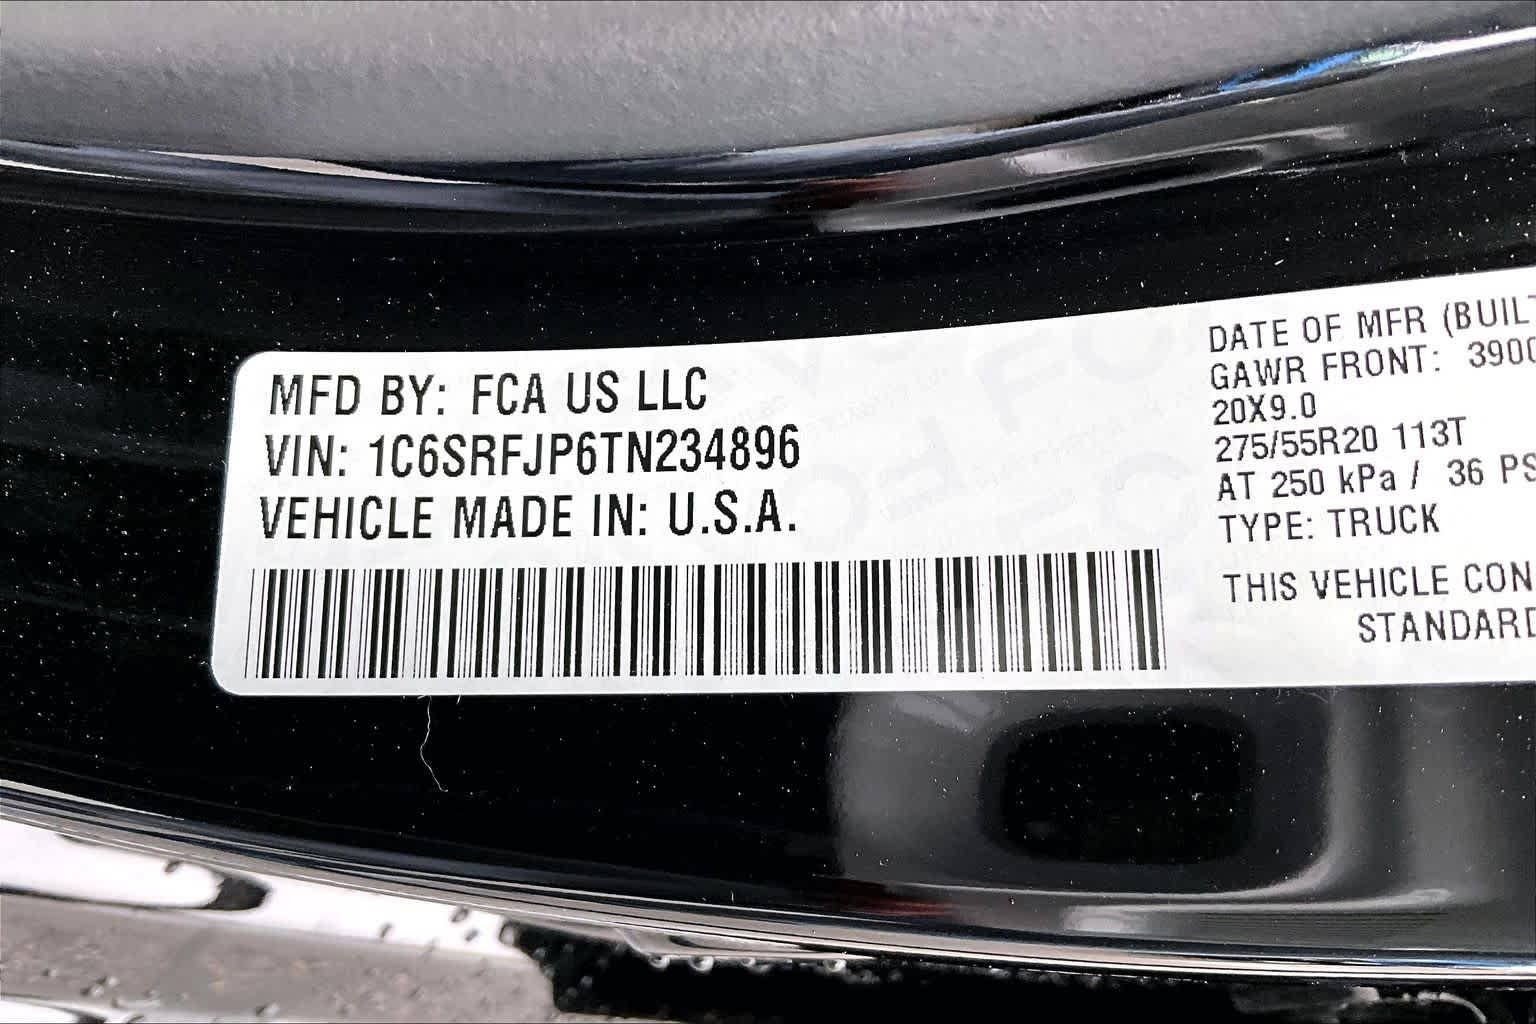 MFD BY: FCA US LLC
VIN: 1C6SRFJP6TN234896
VEHICLE MADE IN: U.S.A.
DATE OF MFR (BUILT
GAWR FRONT: 3900
20X9.0
275/55R20 113T
AT 250 kPa / 36 PS
TYPE: TRUCK
THIS VEHICLE CON
STANDARD